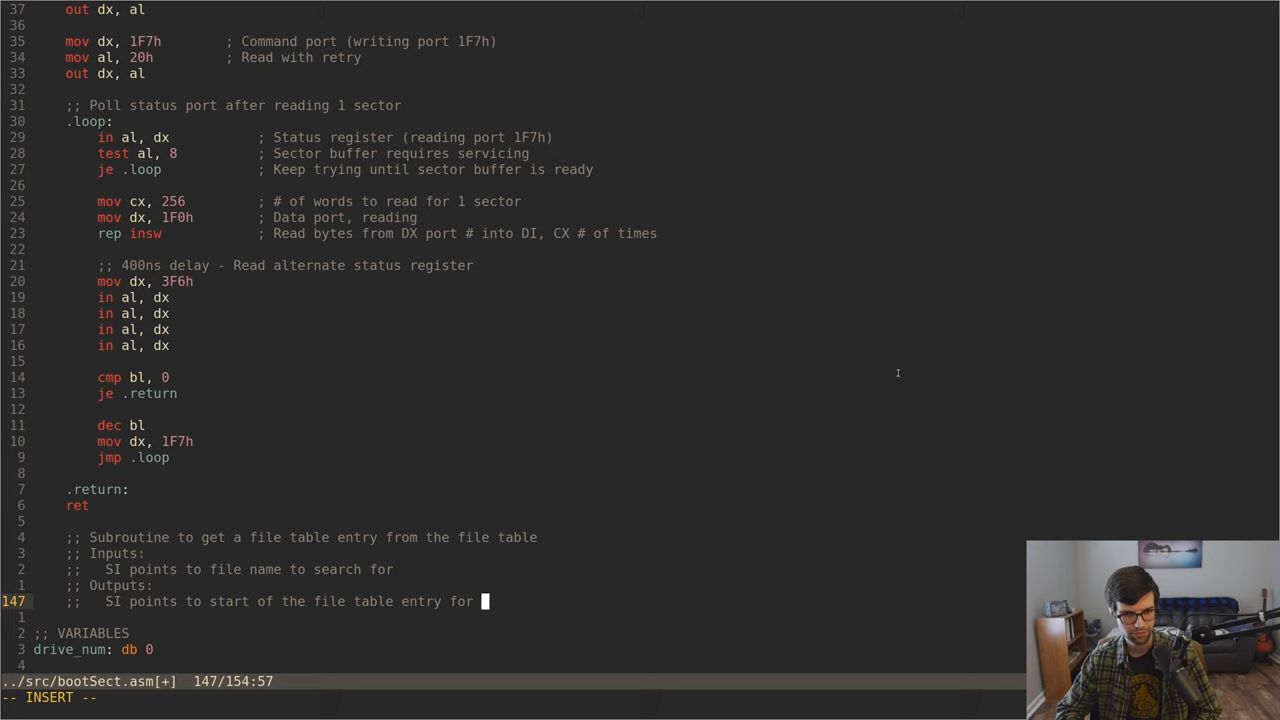 37 out dx, al
36
35 mov dx, 1F7h ; Command port (writing port 1F7h)
34 mov al, 20h ; Read with retry
33 out dx, al
32
31 ;; Poll status port after reading 1 sector
30 .loop:
29 in al, dx ; Status register (reading port 1F7h)
28 test al, 8 ; Sector buffer requires servicing
27 je .loop ; Keep trying until sector buffer is ready
26
25 mov cx, 256 ; # of words to read for 1 sector
24 mov dx, 1F0h ; Data port, reading
23 rep insw ; Read bytes from DX port # into DI, CX # of times
22
21 ;; 400ns delay - Read alternate status register
20 mov dx, 3F6h
19 in al, dx
18 in al, dx
17 in al, dx
16 in al, dx
15
14 cmp bl, 0
13 je .return
12
11 dec bl
10 mov dx, 1F7h
9 jmp .loop
8
7 .return:
6 ret
5
4 ;; Subroutine to get a file table entry from the file table
3 ;; Inputs:
2 ;; SI points to file name to search for
1 ;; Outputs:
147 ;; SI points to start of the file table entry for
1
2 ;; VARIABLES
3 drive_num: db 0
4
../src/bootSect.asm[+] 147/154:57
-- INSERT --